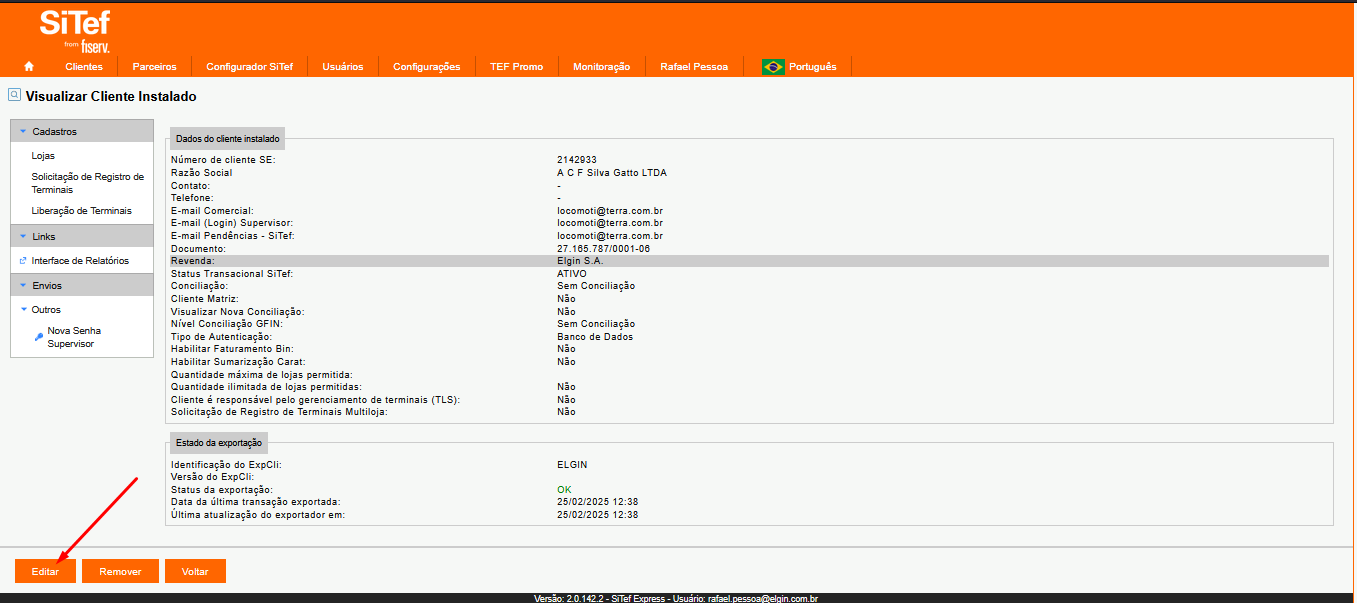 SiTef
from fiserv.
Clientes Parceiros Configurador SiTef Usuários Configurações TEF Promo Monitoração Rafael Pessoa Português
Visualizar Cliente Instalado
Cadastros
Lojas
Solicitação de Registro de
Terminais
Liberação de Terminais
Links
Interface de Relatórios
Envios
Outros
Nova Senha
Supervisor
Dados do cliente instalado
Número de cliente SE: 2142933
Razão Social A C F Silva Gatto LTDA
Contato: -
Telefone: -
E-mail Comercial: locomoti@terra.com.br
E-mail (Login) Supervisor: locomoti@terra.com.br
E-mail Pendências - SiTef: locomoti@terra.com.br
Documento: 27.165.787/0001-06
Revenda: Elgin S.A.
Status Transacional SiTef: ATIVO
Conciliação: Sem Conciliação
Cliente Matriz: Não
Visualizar Nova Conciliação: Não
Nível Conciliação GFIN: Sem Conciliação
Tipo de Autenticação: Banco de Dados
Habilitar Faturamento Bin: Não
Habilitar Sumarização Carat: Não
Quantidade máxima de lojas permitida:
Quantidade ilimitada de lojas permitidas: Não
Cliente é responsável pelo gerenciamento de terminais (TLS): Não
Solicitação de Registro de Terminais Multiloja: Não
Estado da exportação
Identificação do ExpCli: ELGIN
Versão do ExpCli:
Status da exportação: OK
Data da última transação exportada: 25/02/2025 12:38
Última atualização do exportador em: 25/02/2025 12:38
Editar Remover Voltar
Versão: 2.0.142.2 - SiTef Express - Usuário: rafael.pessoa@elgin.com.br